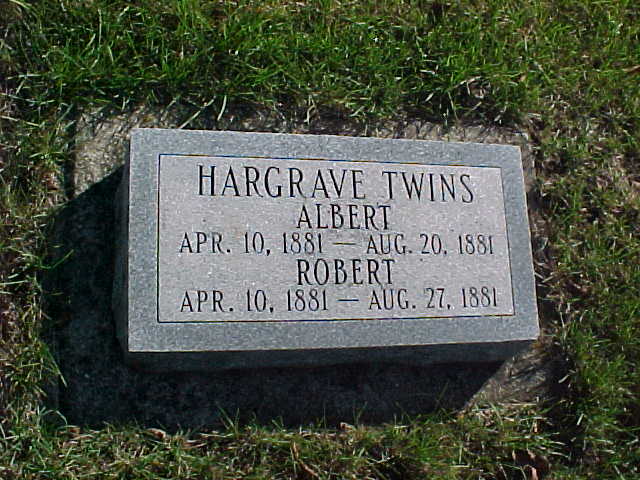 HARGRAVE TWINS
ALBERT
APR. 10, 1881 — AUG. 20, 1881
ROBERT
APR. 10, 1881 — AUG. 27, 1881